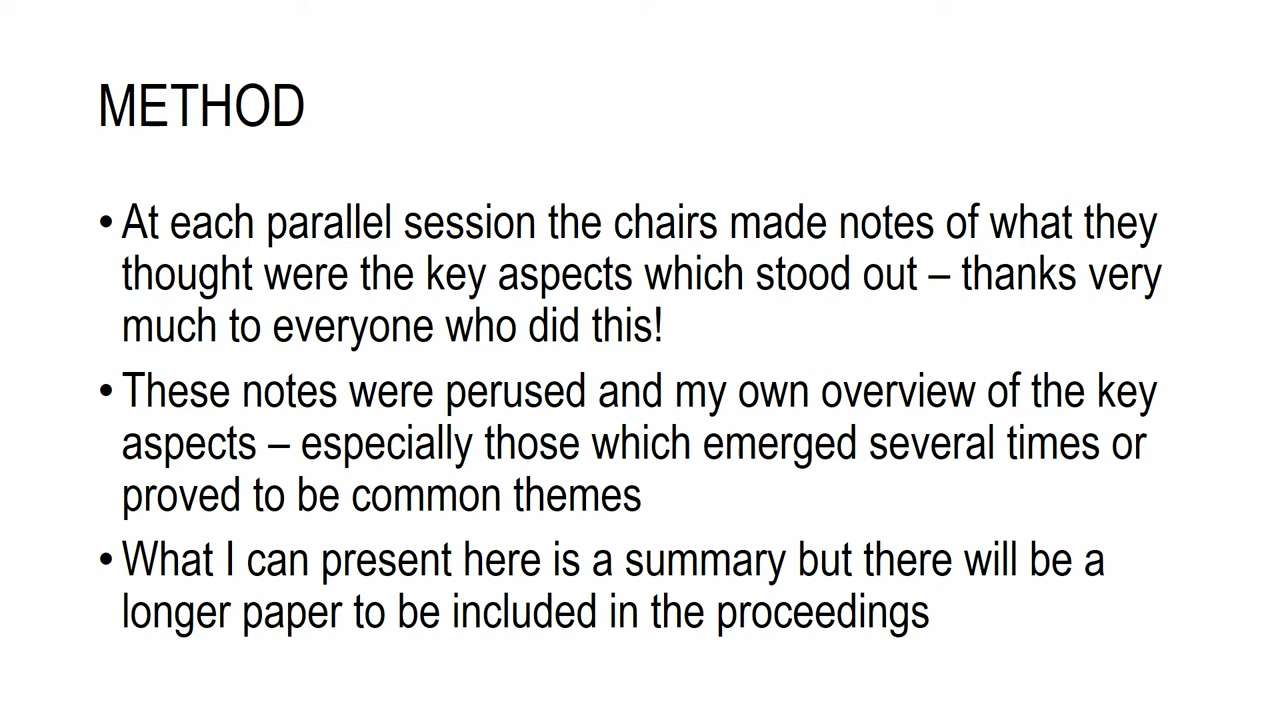 METHOD
• At each parallel session the chairs made notes of what they
thought were the key aspects which stood out – thanks very
much to everyone who did this!
• These notes were perused and my own overview of the key
aspects – especially those which emerged several times or
proved to be common themes
• What I can present here is a summary but there will be a
longer paper to be included in the proceedings